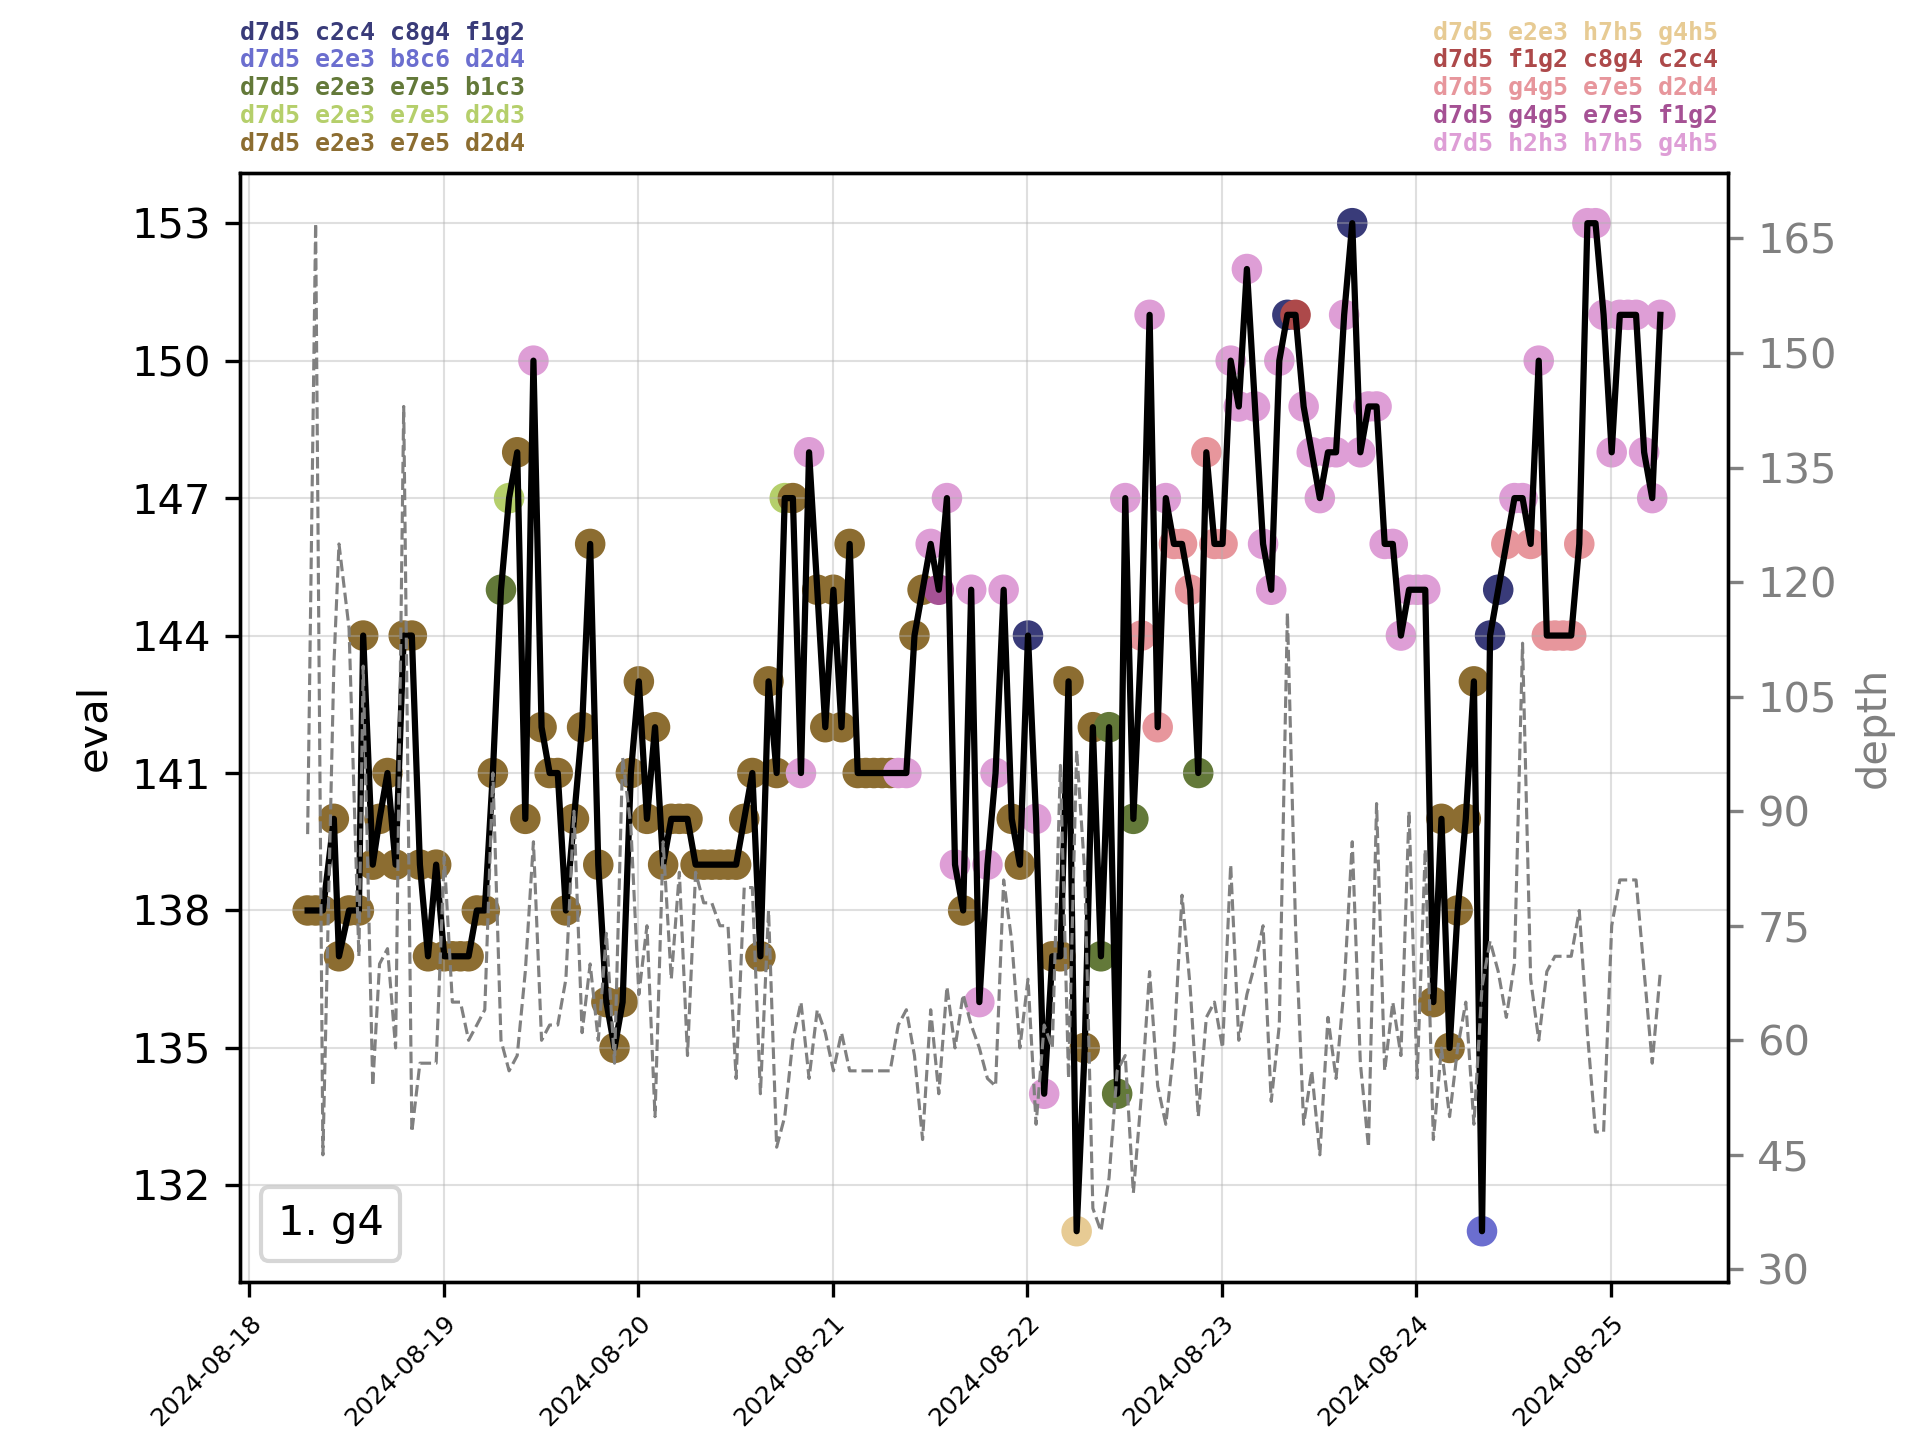 d7d5 c2c4 c8g4 f1g2
d7d5 e2e3 b8c6 d2d4
d7d5 e2e3 e7e5 b1c3
d7d5 e2e3 e7e5 d2d3
d7d5 e2e3 e7e5 d2d4
d7d5 e2e3 h7h5 g4h5
d7d5 f1g2 c8g4 c2c4
d7d5 g4g5 e7e5 d2d4
d7d5 g4g5 e7e5 f1g2
d7d5 h2h3 h7h5 g4h5
153
150
147
144
141
138
135
132
eval
165
150
135
120
105
90
75
60
45
30
depth
1. g4
2024-08-18
2024-08-19
2024-08-20
2024-08-21
2024-08-22
2024-08-23
2024-08-24
2024-08-25